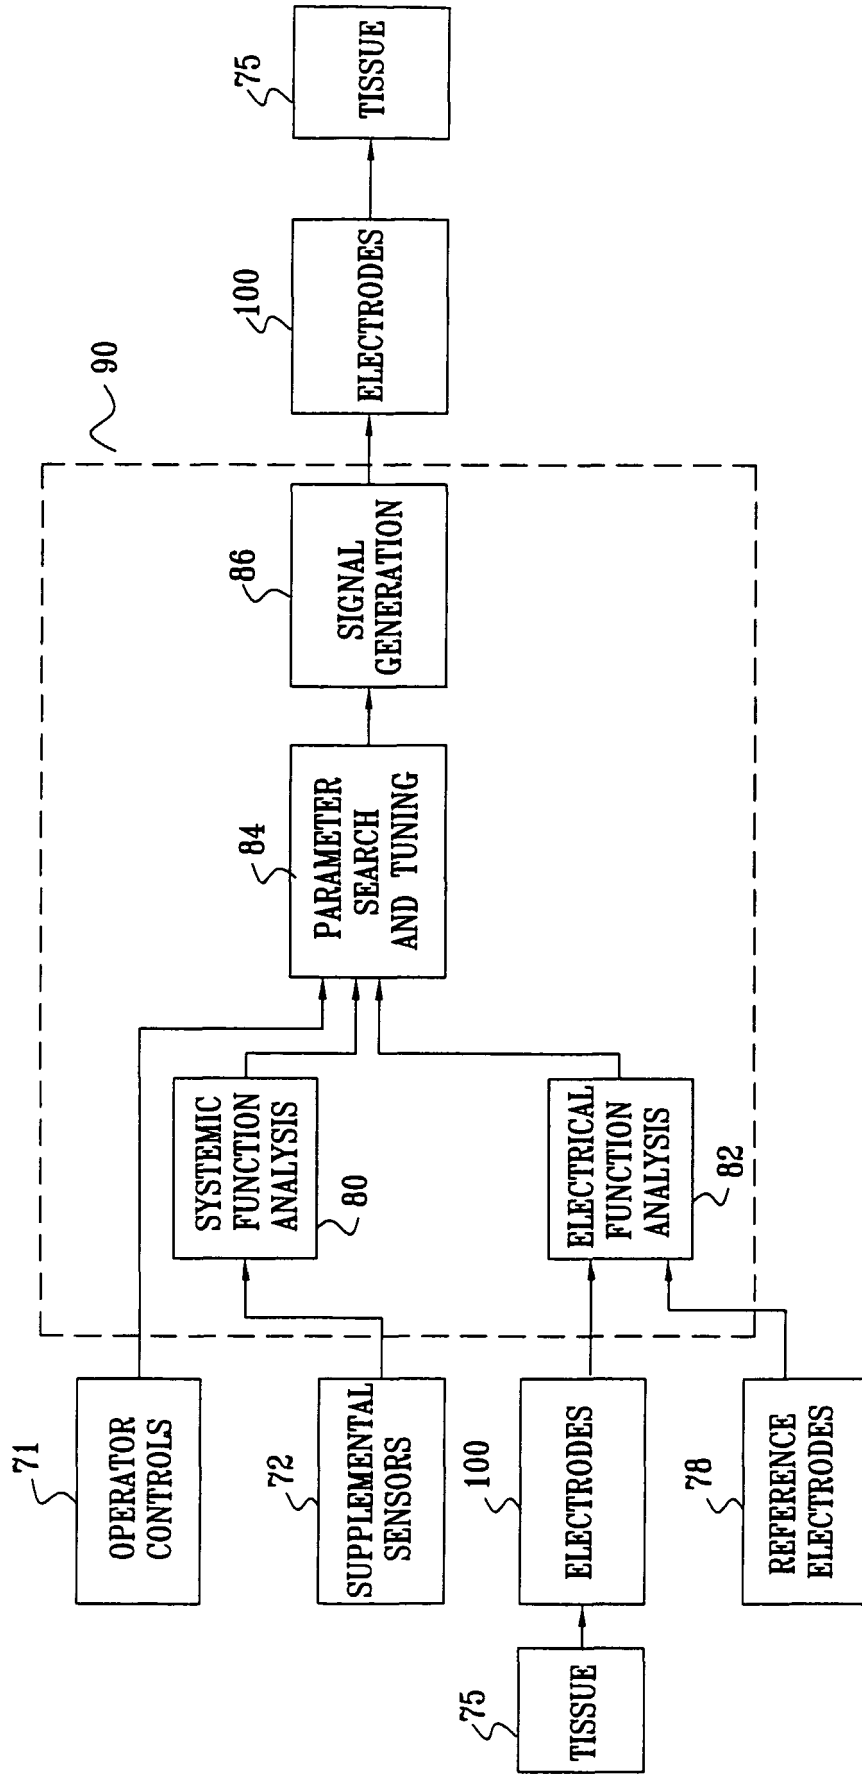 71
OPERATOR
CONTROLS
72
SUPPLEMENTAL
SENSORS
75
TISSUE
100
ELECTRODES
78
REFERENCE
ELECTRODES
SYSTEMIC
FUNCTION
ANALYSIS
80
ELECTRICAL
FUNCTION
ANALYSIS
82
84
PARAMETER
SEARCH
AND TUNING
86
SIGNAL
GENERATION
90
100
ELECTRODES
75
TISSUE